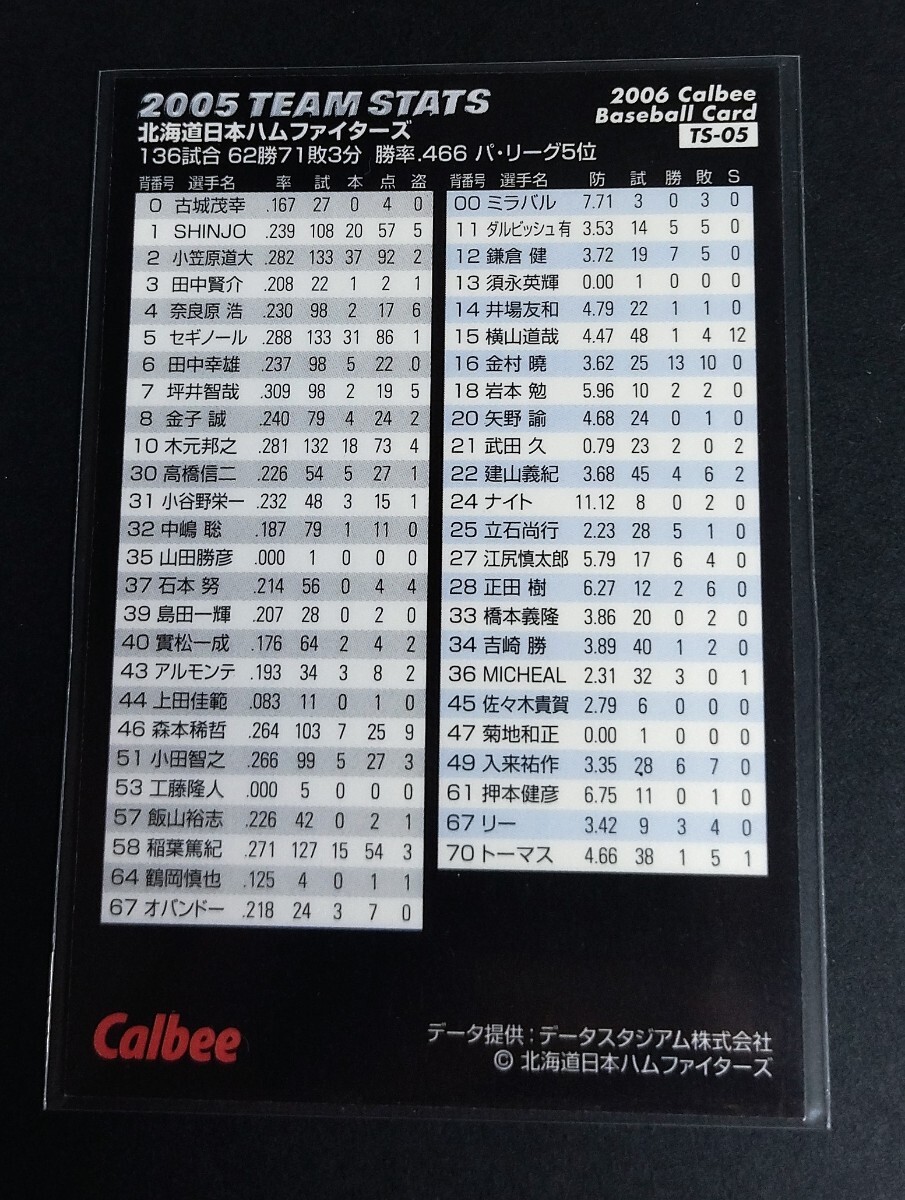 2005 TEAM STATS
2006 Calbee
Baseball Card
TS-05
北海道日本ハムファイターズ
136試合 62勝71敗3分 勝率.466 パ・リーグ5位
背番号 選手名 率 試 本 点 盗
0 古城茂幸 .167 27 0 4 0
1 SHINJO .239 108 20 57 5
2 小笠原道大 .282 133 37 92 2
3 田中賢介 .208 22 1 2 1
4 奈良原 浩 .230 98 2 17 6
5 セギノール .288 133 31 86 1
6 田中幸雄 .237 98 5 22 0
7 坪井智哉 .309 98 2 19 5
8 金子 誠 .240 79 4 24 2
10 木元邦之 .281 132 18 73 4
30 高橋信二 .226 54 5 27 1
31 小谷野栄一 .232 48 3 15 1
32 中嶋 聡 .187 79 1 11 0
35 山田勝彦 .000 1 0 0 0
37 石本 努 .214 56 0 4 4
39 島田一輝 .207 28 0 2 0
40 實松一成 .176 64 2 4 2
43 アルモンテ .193 34 3 8 2
44 上田佳範 .083 11 0 1 0
46 森本稀哲 .264 103 7 25 9
51 小田智之 .266 99 5 27 3
53 工藤隆人 .000 5 0 0 0
57 飯山裕志 .226 42 0 2 1
58 稲葉篤紀 .271 127 15 54 3
64 鶴岡慎也 .125 4 0 1 1
67 オバンドー .218 24 3 7 0
背番号 選手名 防 試 勝 敗 S
00 ミラバル 7.71 3 0 3 0
11 ダルビッシュ有 3.53 14 5 5 0
12 鎌倉 健 3.72 19 7 5 0
13 須永英輝 0.00 1 0 0 0
14 井場友和 4.79 22 1 1 0
15 横山道哉 4.47 48 1 4 12
16 金村 曉 3.62 25 13 10 0
18 岩本 勉 5.96 10 2 2 0
20 矢野 諭 4.68 24 0 1 0
21 武田 久 0.79 23 2 0 2
22 建山義紀 3.68 45 4 6 2
24 ナイト 11.12 8 0 2 0
25 立石尚行 2.23 28 5 1 0
27 江尻慎太郎 5.79 17 6 4 0
28 正田 樹 6.27 12 2 6 0
33 橋本義隆 3.86 20 0 2 0
34 吉崎 勝 3.89 40 1 2 0
36 MICHEAL 2.31 32 3 0 1
45 佐々木貴賀 2.79 6 0 0 0
47 菊地和正 0.00 1 0 0 0
49 入来祐作 3.35 28 6 7 0
61 押本健彦 6.75 11 0 1 0
67 リー 3.42 9 3 4 0
70 トーマス 4.66 38 1 5 1
Calbee
データ提供:データスタジアム株式会社
© 北海道日本ハムファイターズ